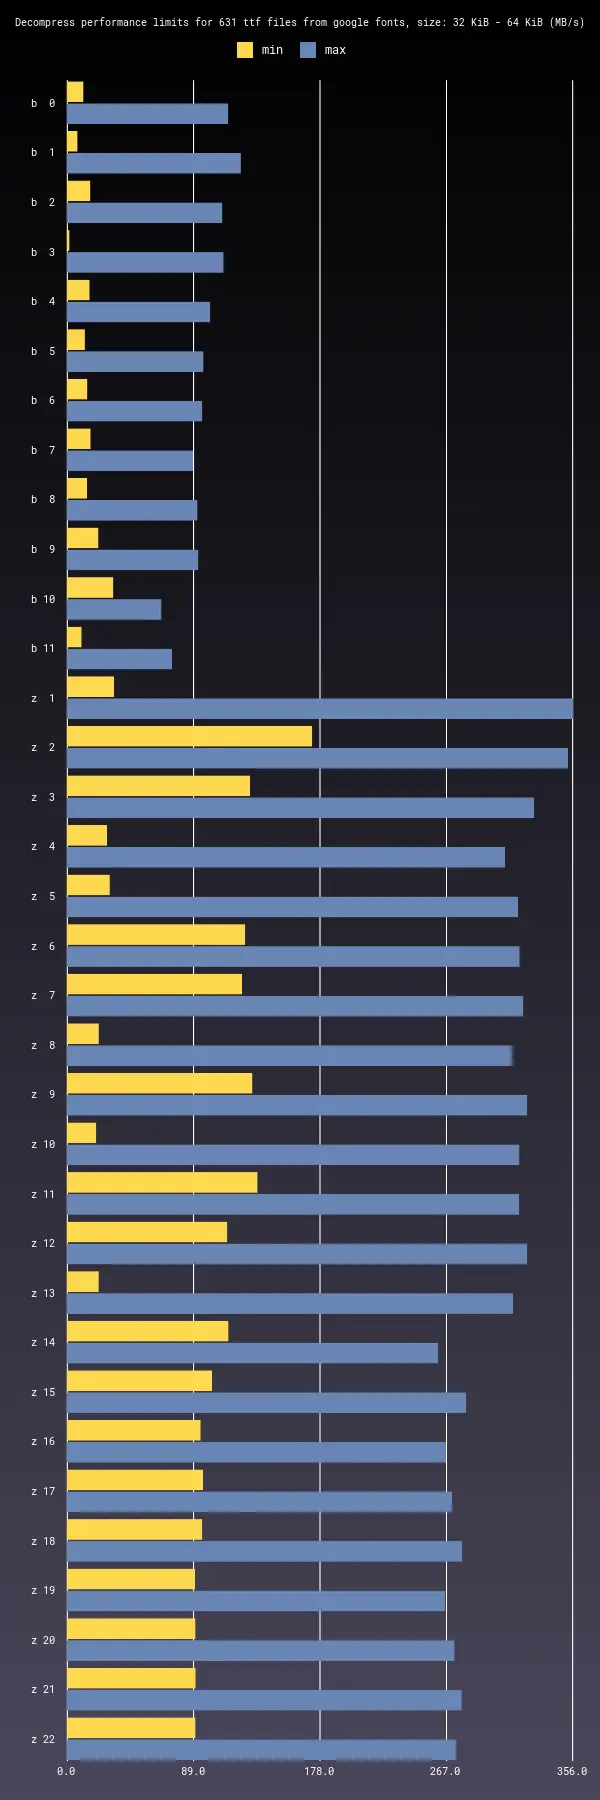 Decompress performance limits for 631 ttf files from google fonts, size: 32 KiB - 64 KiB (MB/s)
min max
b 0
b 1
b 2
b 3
b 4
b 5
b 6
b 7
b 8
b 9
b 10
b 11
z 1
z 2
z 3
z 4
z 5
z 6
z 7
z 8
z 9
z 10
z 11
z 12
z 13
z 14
z 15
z 16
z 17
z 18
z 19
z 20
z 21
z 22
0.0 89.0 178.0 267.0 356.0